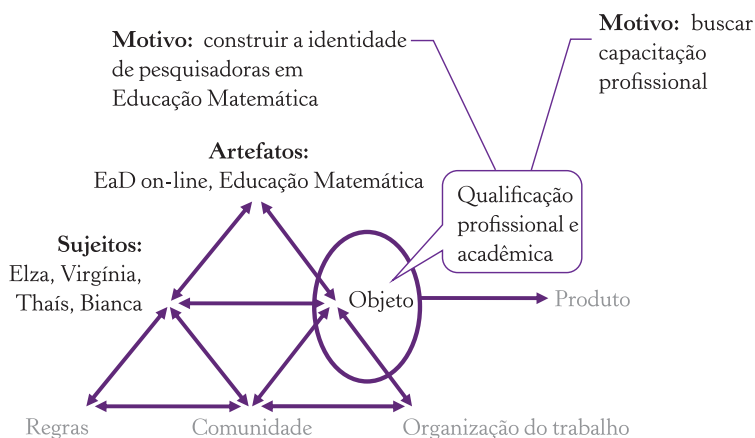 Motivo: construir a identidade
de pesquisadoras em
Educação Matemática
Motivo: buscar
capacitação
profissional
Artefatos:
EaD on-line, Educação Matemática
Qualificação
profissional e
acadêmica
Sujeitos:
Elza, Virgínia,
Thaís, Bianca
Objeto
Produto
Regras
Comunidade
Organização do trabalho